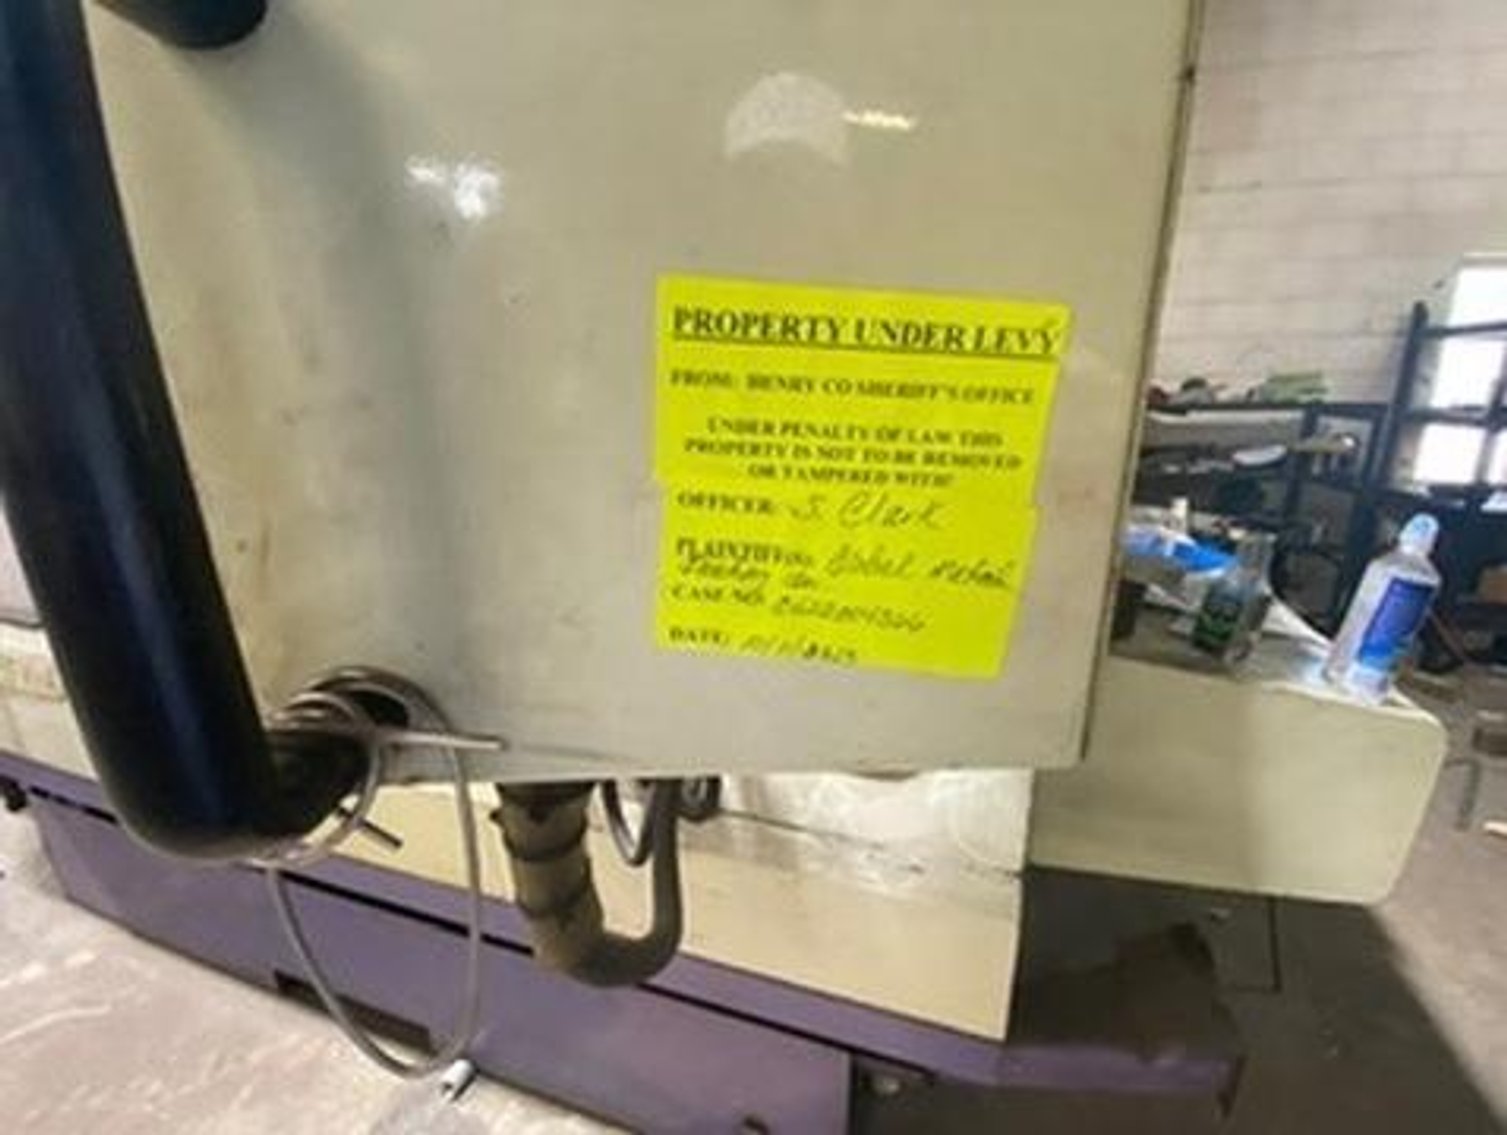 PROPERTY UNDER LEVY
FROM: HENRY CO SHERIFF'S OFFICE
UNDER PENALTY OF LAW THIS
PROPERTY IS NOT TO BE REMOVED
OR TAMPERED WITH!
OFFICER: S. Clark
PLAINTIFF Global
CASE NO:
DATE: